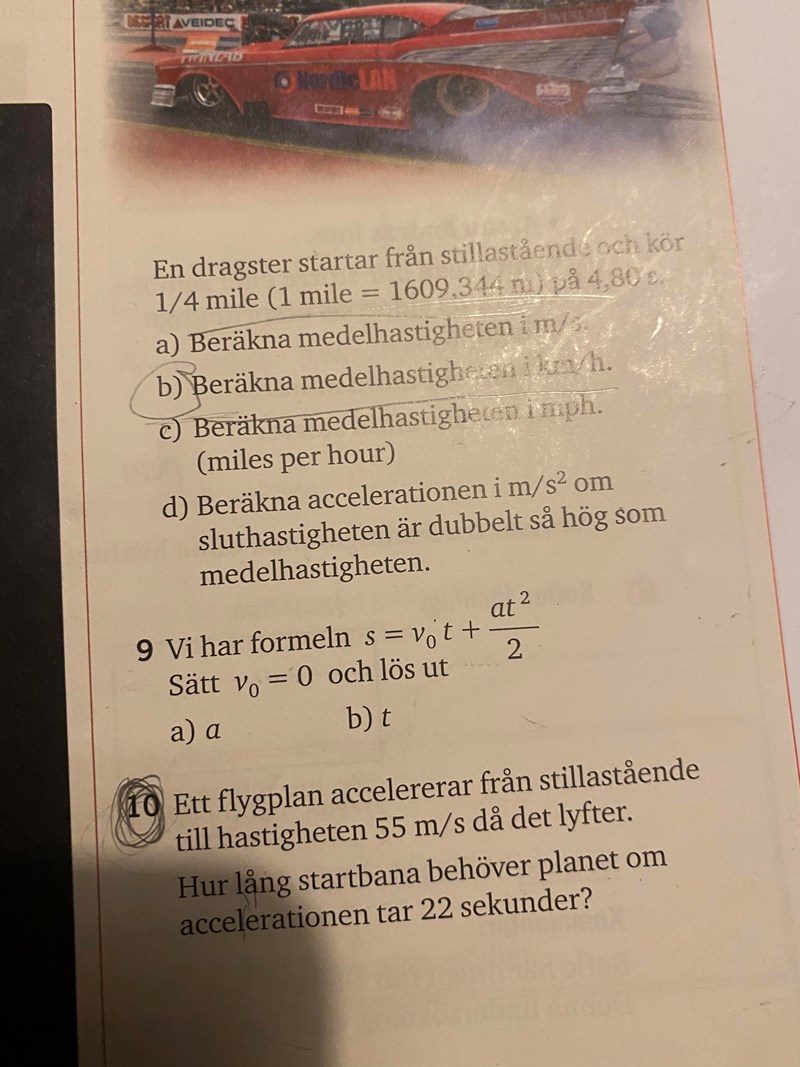 AVEIDEC
NordicLAN
En dragster startar från stillastående och kör
1/4 mile (1 mile = 1609,344 m) på 4,80 s.
a) Beräkna medelhastigheten i m/s.
b) Beräkna medelhastigheten i km/h.
c) Beräkna medelhastigheten i mph.
(miles per hour)
d) Beräkna accelerationen i m/s² om
sluthastigheten är dubbelt så hög som
medelhastigheten.
9 Vi har formeln s = v₀t + at²/2
Sätt v₀ = 0 och lös ut
a) a b) t
10 Ett flygplan accelererar från stillastående
till hastigheten 55 m/s då det lyfter.
Hur lång startbana behöver planet om
accelerationen tar 22 sekunder?